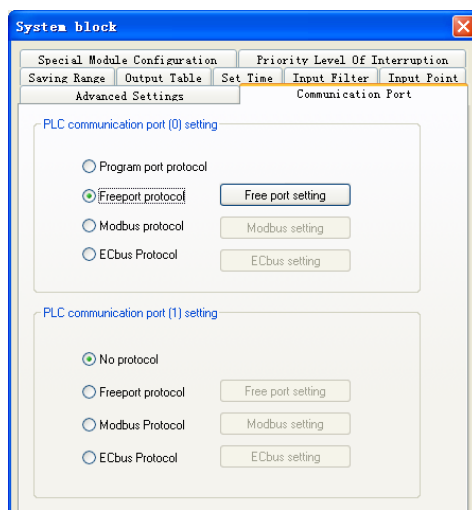 System block
Special Module Configuration Priority Level Of Interruption
Saving Range Output Table Set Time Input Filter Input Point
Advanced Settings Communication Port
PLC communication port (0) setting
Program port protocol
Freeport protocol Free port setting
Modbus protocol Modbus setting
ECbus Protocol ECbus setting
PLC communication port (1) setting
No protocol
Freeport protocol Free port setting
Modbus Protocol Modbus setting
ECbus Protocol ECbus setting